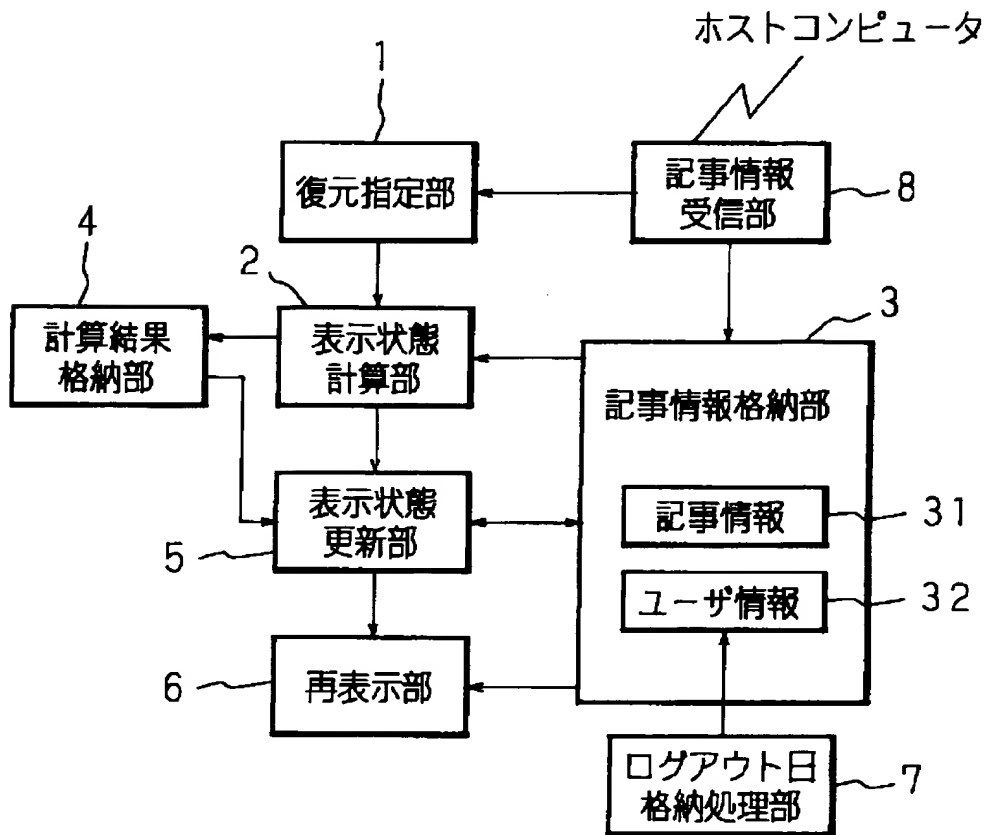 ホストコンピュータ
1
復元指定部
記事情報
受信部
8
4
2
3
計算結果
格納部
表示状態
計算部
記事情報格納部
表示状態
更新部
5
記事情報
31
ユーザ情報
32
再表示部
6
ログアウト日
格納処理部
7